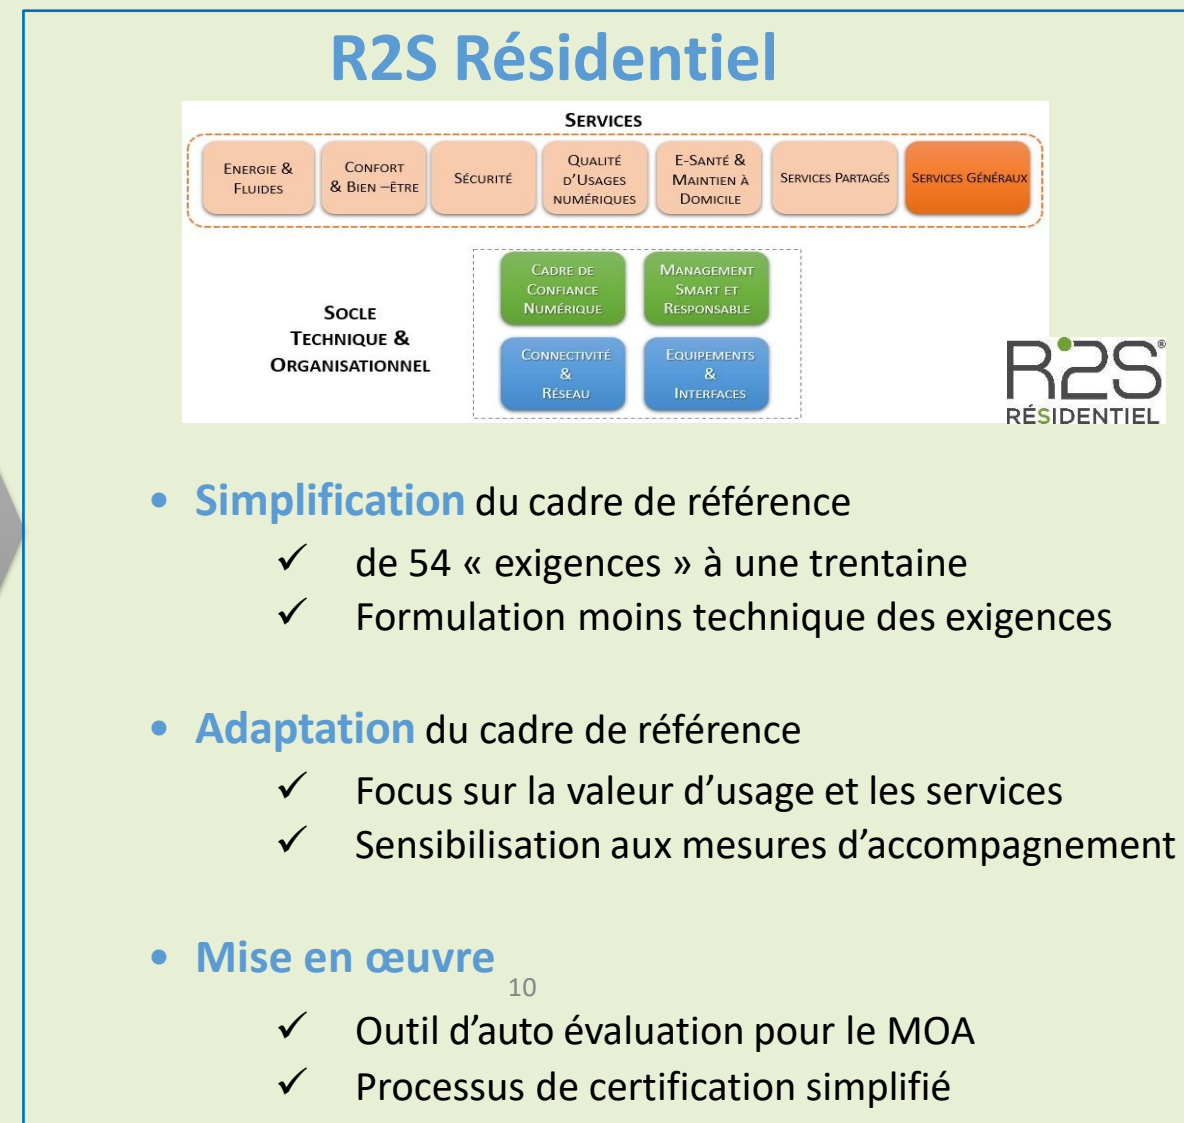 R2S Résidentiel
SERVICES
ENERGIE &
FLUIDES
CONFORT
& BIEN –ÊTRE
SÉCURITÉ
QUALITÉ
D'USAGES
NUMÉRIQUES
E-SANTÉ &
MAINTIEN À
DOMICILE
SERVICES PARTAGÉS
SERVICES GÉNÉRAUX
SOCLE
TECHNIQUE &
ORGANISATIONNEL
CADRE DE
CONFIANCE
NUMÉRIQUE
MANAGEMENT
SMART ET
RESPONSABLE
CONNECTIVITÉ
&
RÉSEAU
EQUIPEMENTS
&
INTERFACES
R2S®
RÉSIDENTIEL
• Simplification du cadre de référence
✓ de 54 « exigences » à une trentaine
✓ Formulation moins technique des exigences
• Adaptation du cadre de référence
✓ Focus sur la valeur d’usage et les services
✓ Sensibilisation aux mesures d’accompagnement
• Mise en œuvre
10
✓ Outil d’auto évaluation pour le MOA
✓ Processus de certification simplifié